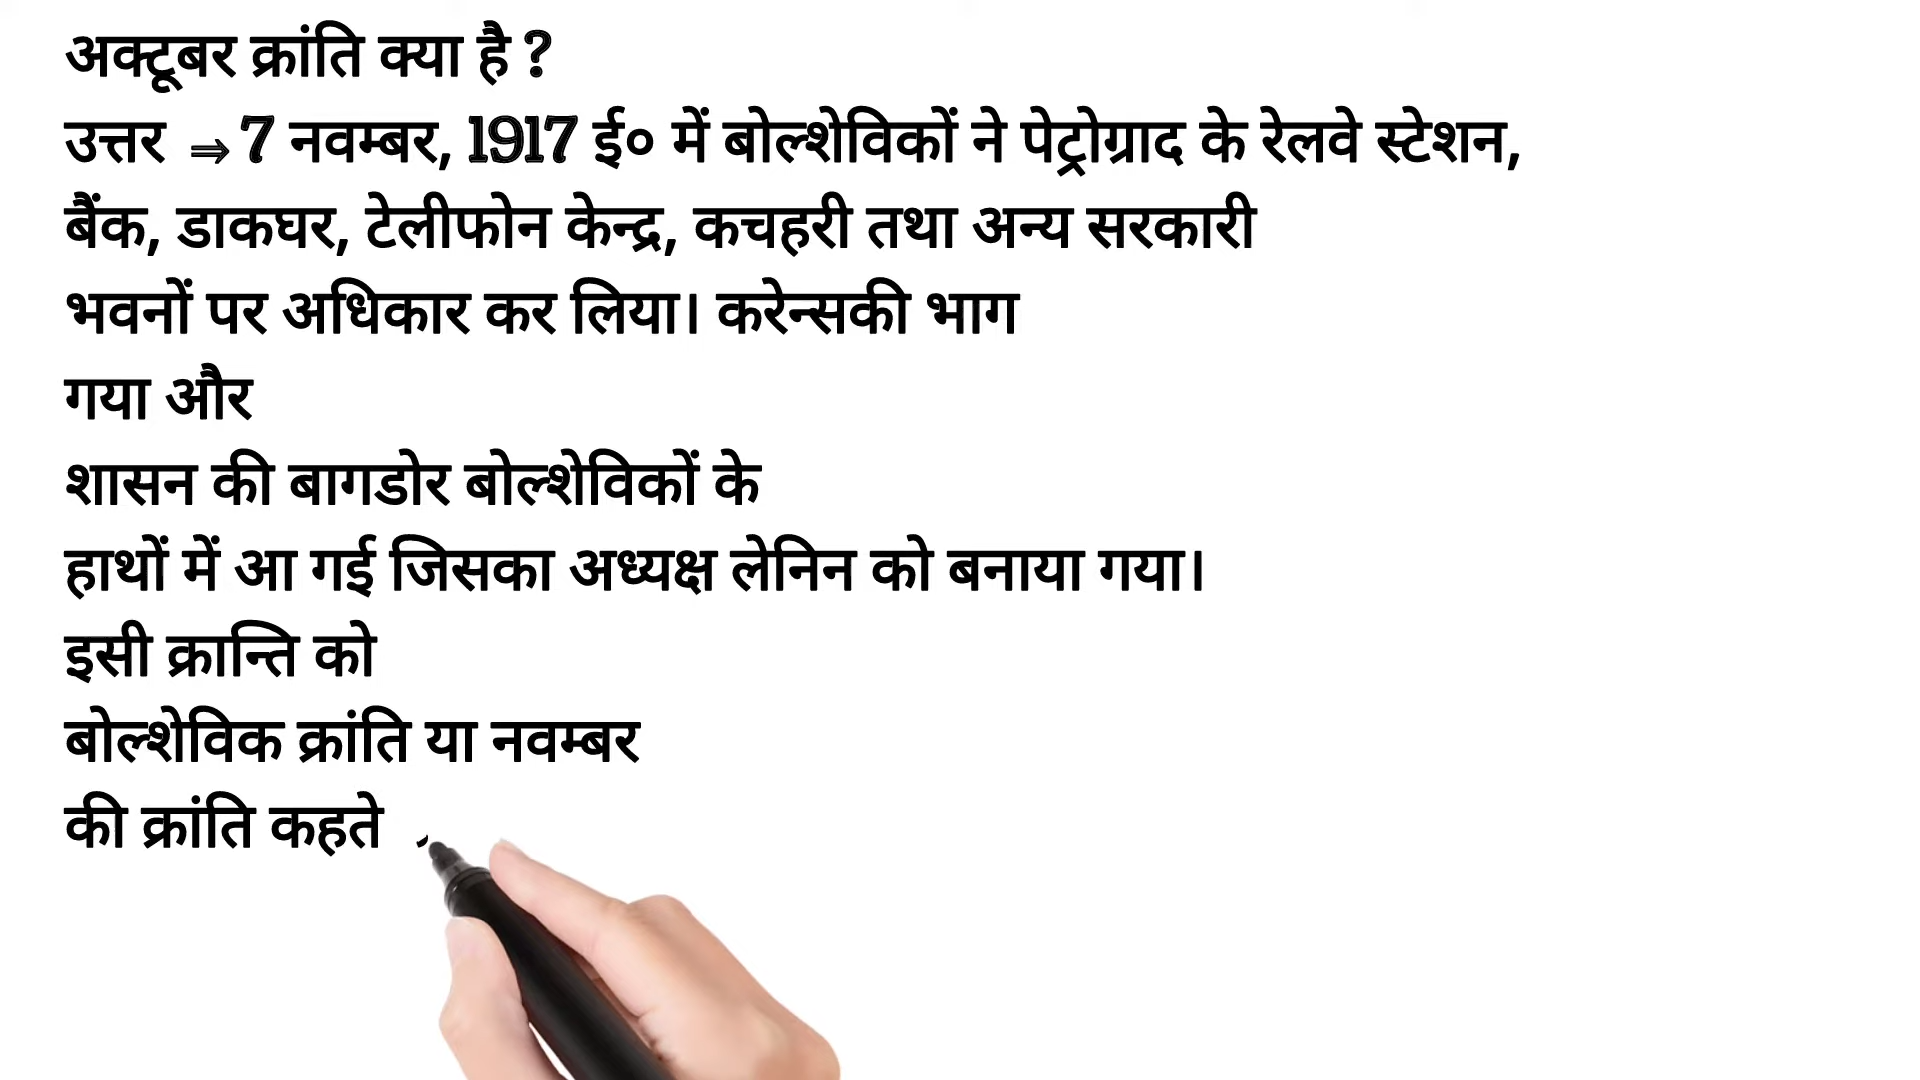 अक्टूबर क्रांति क्या है ?
उत्तर ⇒ 7 नवम्बर, 1917 ई० में बोल्शेविकों ने पेट्रोग्राद के रेलवे स्टेशन,
बैंक, डाकघर, टेलीफोन केन्द्र, कचहरी तथा अन्य सरकारी
भवनों पर अधिकार कर लिया। करेन्सकी भाग
गया और
शासन की बागडोर बोल्शेविकों के
हाथों में आ गई जिसका अध्यक्ष लेनिन को बनाया गया।
इसी क्रान्ति को
बोल्शेविक क्रांति या नवम्बर
की क्रांति कहते